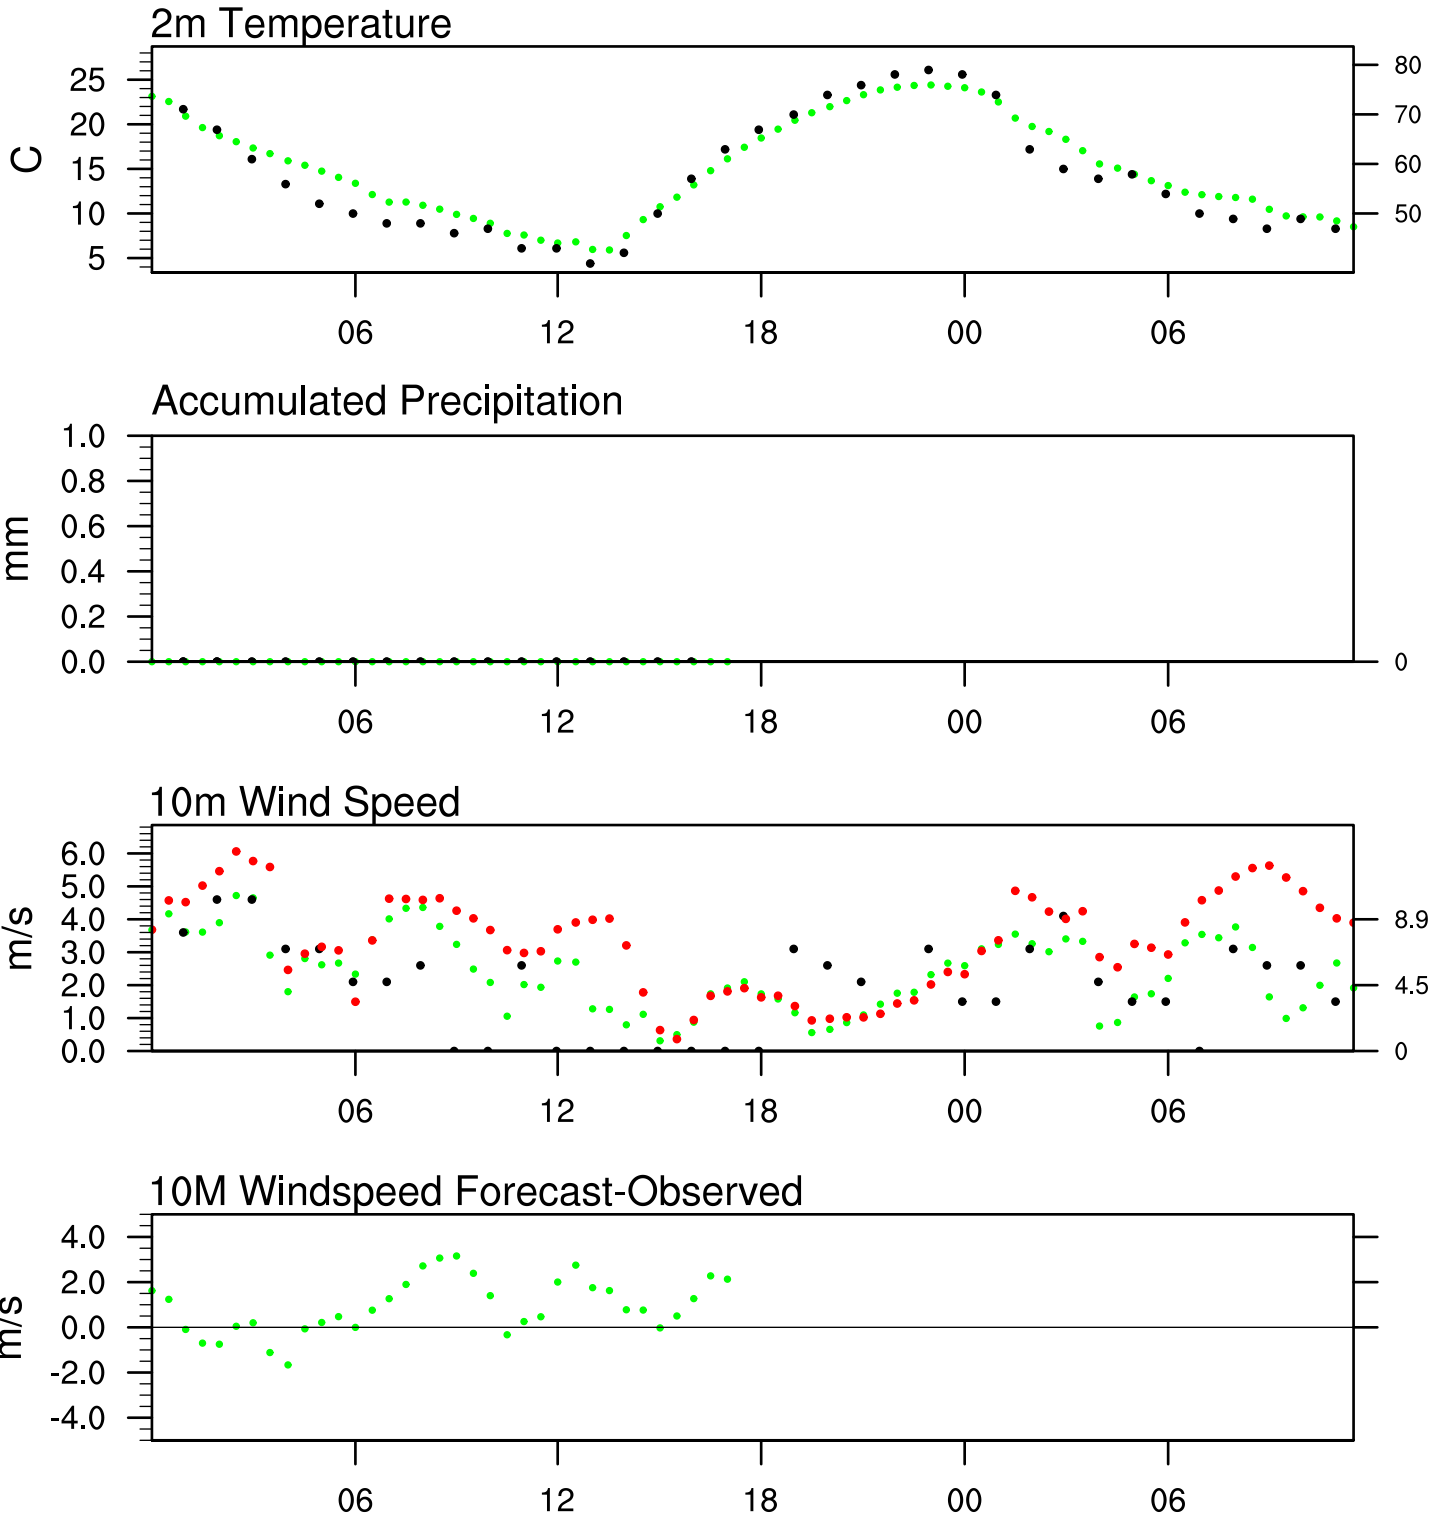 2m Temperature
C
25
20
15
10
5
80
70
60
50
06 12 18 00 06
Accumulated Precipitation
mm
1.0
0.8
0.6
0.4
0.2
0.0
0
06 12 18 00 06
10m Wind Speed
m/s
6.0
5.0
4.0
3.0
2.0
1.0
0.0
8.9
4.5
0
06 12 18 00 06
10M Windspeed Forecast-Observed
m/s
4.0
2.0
0.0
-2.0
-4.0
06 12 18 00 06